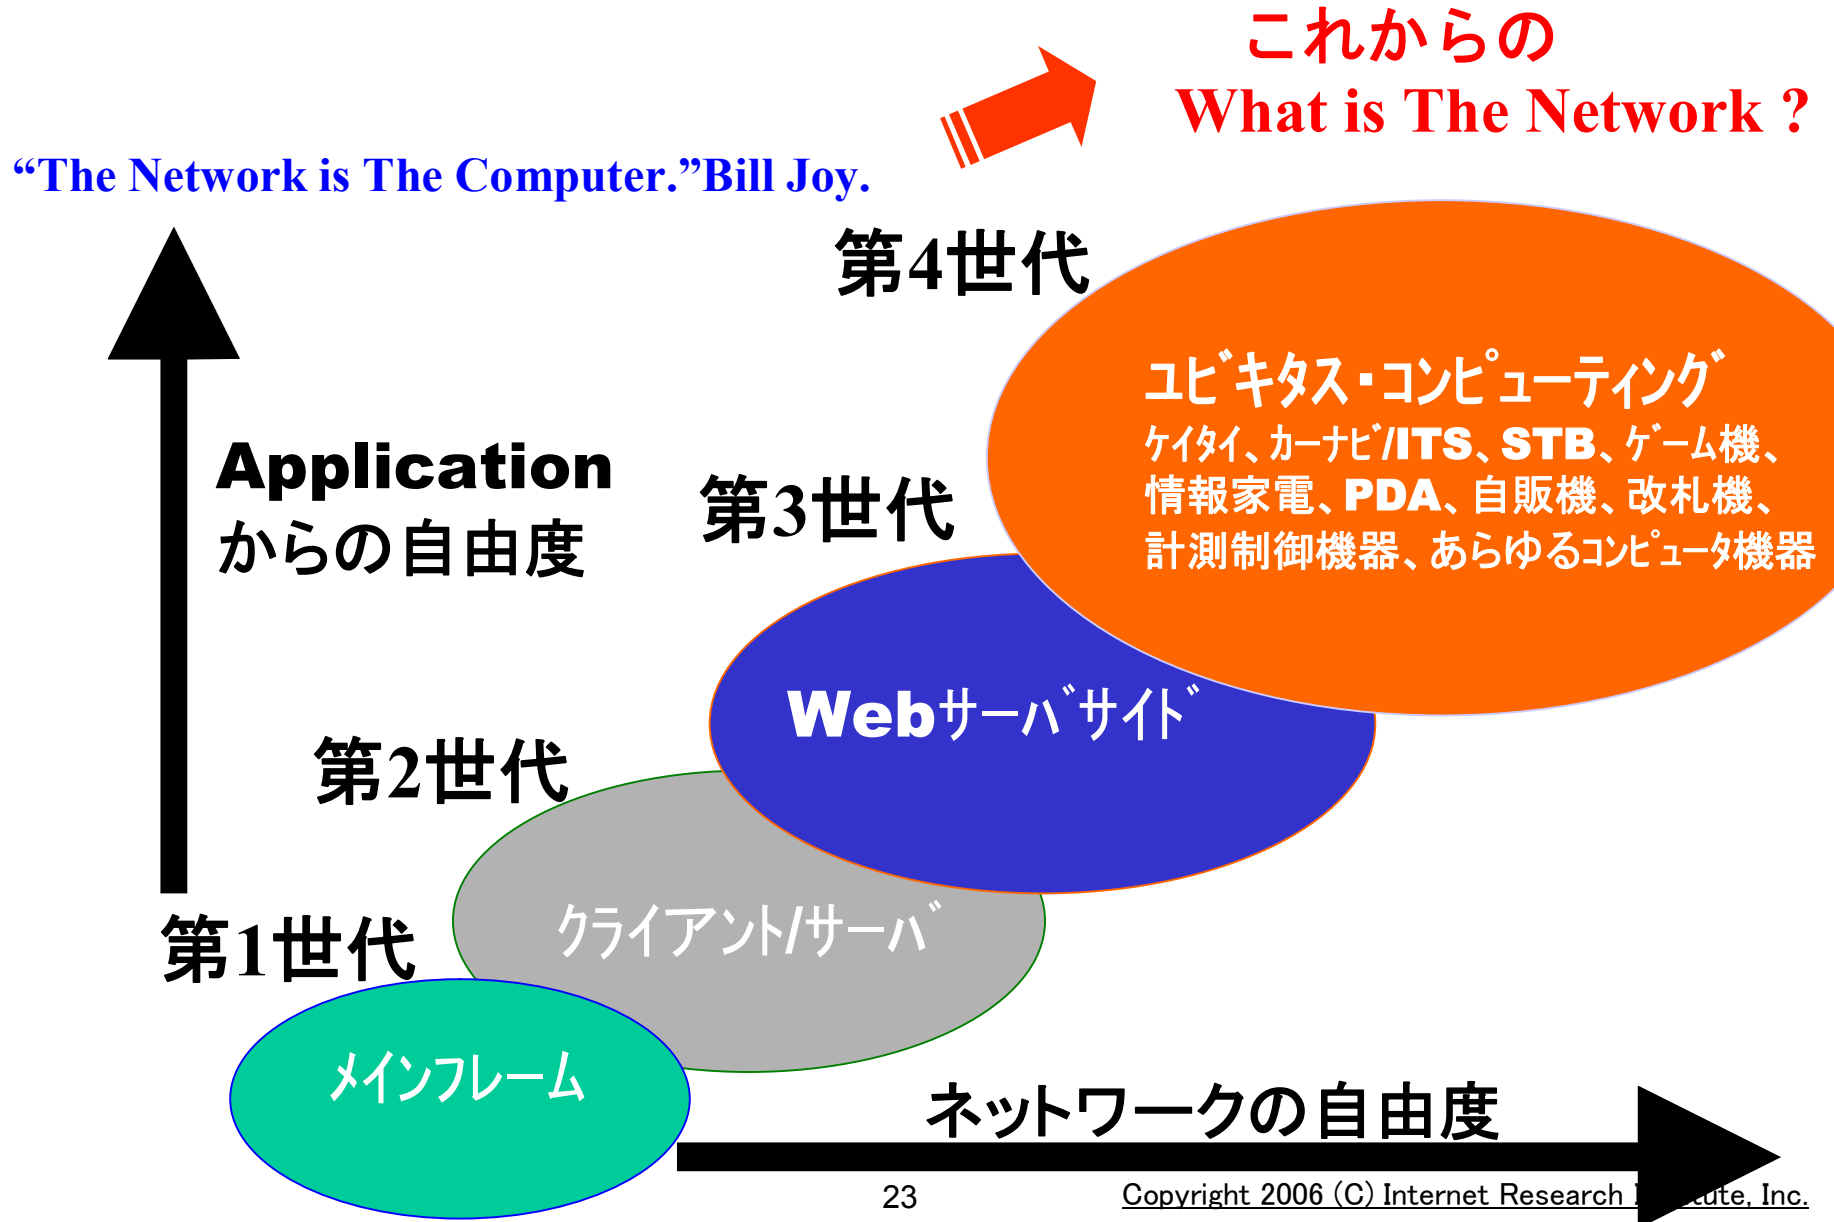 これからの
What is The Network ?
“The Network is The Computer.”Bill Joy.
第4世代
ﾕﾋﾞｷﾀｽ・ｺﾝﾋﾟｭｰﾃｨﾝｸﾞ
ｹｲﾀｲ、ｶｰﾅﾋﾞ/ITS、STB、ｹﾞｰﾑ機、
情報家電、PDA、自販機、改札機、
計測制御機器、あらゆるｺﾝﾋﾟｭｰﾀ機器
Application
からの自由度
第3世代
Webｻｰﾊﾞｻｲﾄﾞ
第2世代
ｸﾗｲｱﾝﾄ/ｻｰﾊﾞ
第1世代
ﾒｲﾝﾌﾚｰﾑ
ネットワークの自由度
23
Copyright 2006 (C) Internet Research Inc.